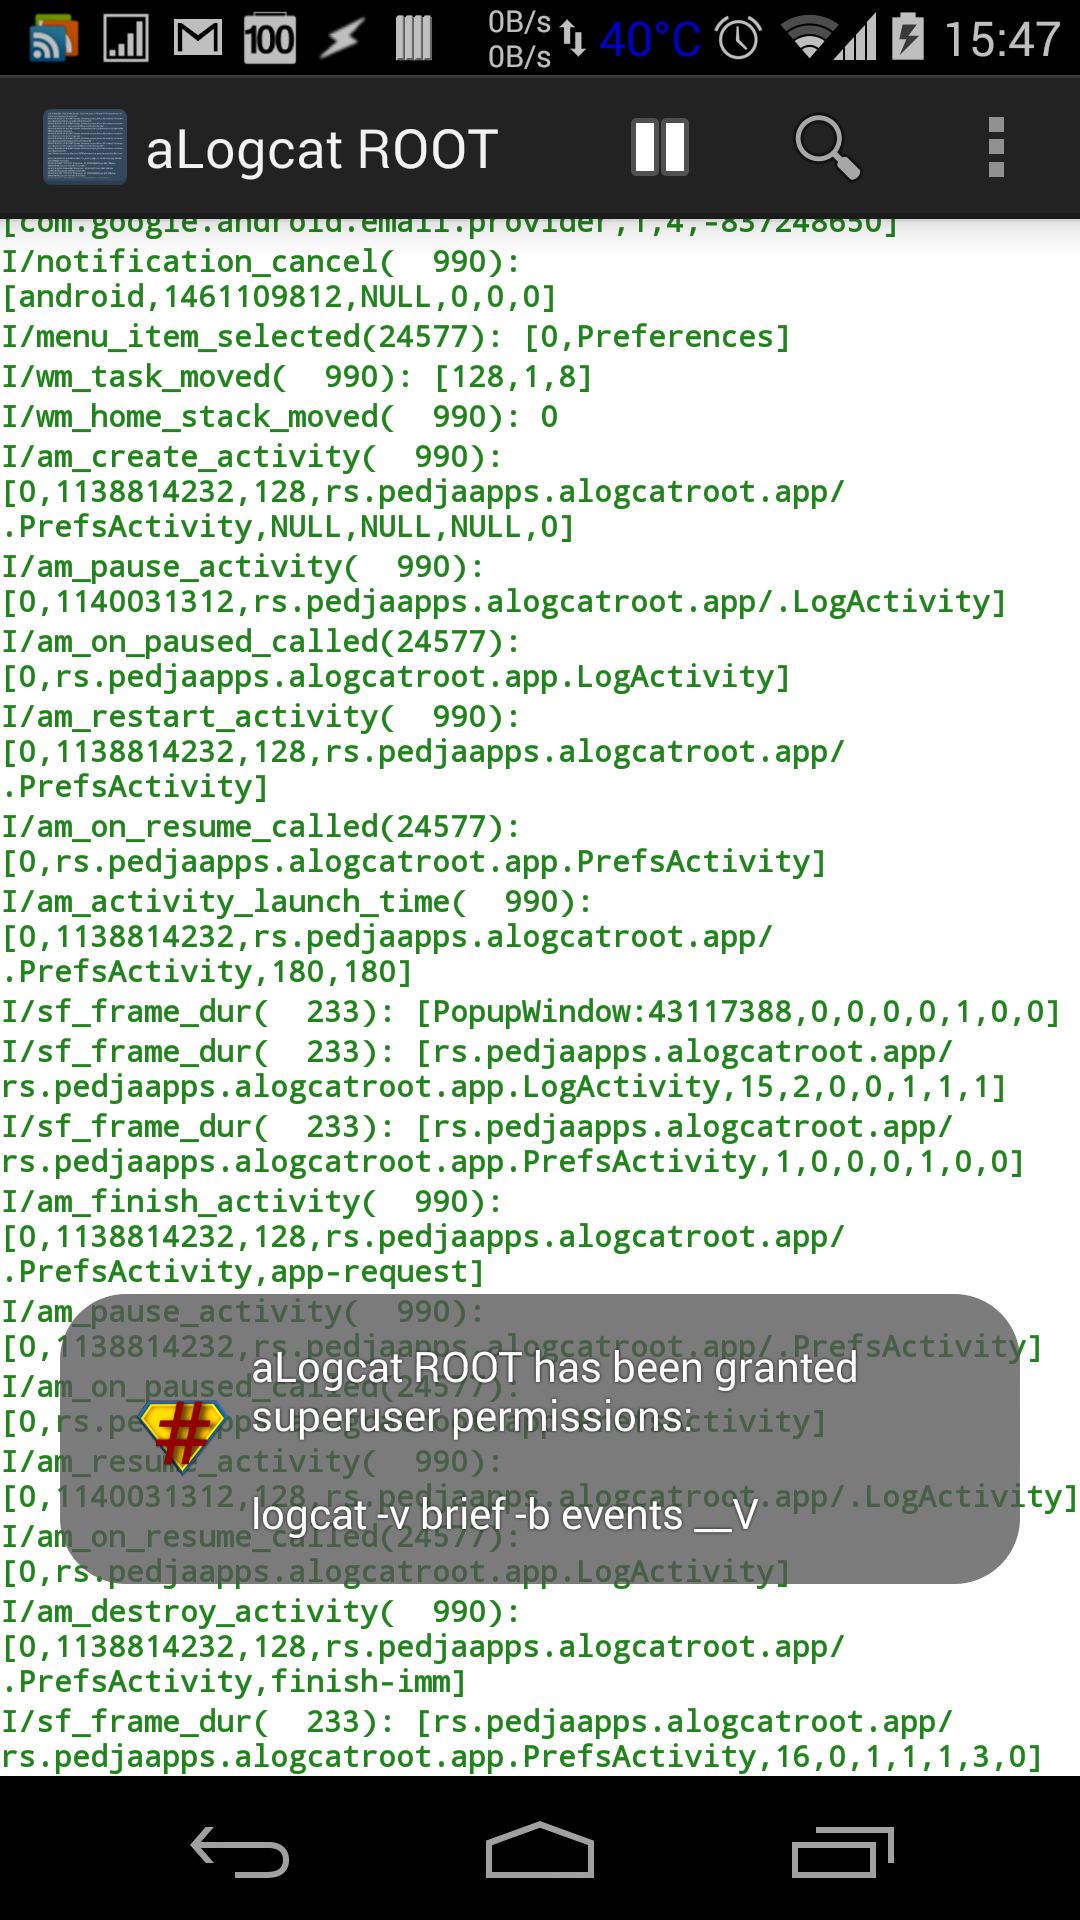 100
0B/s
0B/s
40°C
15:47
aLogcat ROOT
[com.google.android.email.provider,1,4,-837248650]
I/notification_cancel(  990):
[android,1461109812,NULL,0,0,0]
I/menu_item_selected(24577): [0,Preferences]
I/wm_task_moved(  990): [128,1,8]
I/wm_home_stack_moved(  990): 0
I/am_create_activity(  990):
[0,1138814232,128,rs.pedjaapps.alogcatroot.app/
.PrefsActivity,NULL,NULL,NULL,0]
I/am_pause_activity(  990):
[0,1140031312,rs.pedjaapps.alogcatroot.app/.LogActivity]
I/am_on_paused_called(24577):
[0,rs.pedjaapps.alogcatroot.app.LogActivity]
I/am_restart_activity(  990):
[0,1138814232,128,rs.pedjaapps.alogcatroot.app/
.PrefsActivity]
I/am_on_resume_called(24577):
[0,rs.pedjaapps.alogcatroot.app.PrefsActivity]
I/am_activity_launch_time(  990):
[0,1138814232,rs.pedjaapps.alogcatroot.app/
.PrefsActivity,180,180]
I/sf_frame_dur(  233): [PopupWindow:43117388,0,0,0,0,1,0,0]
I/sf_frame_dur(  233): [rs.pedjaapps.alogcatroot.app/
rs.pedjaapps.alogcatroot.app.LogActivity,15,2,0,0,1,1,1]
I/sf_frame_dur(  233): [rs.pedjaapps.alogcatroot.app/
rs.pedjaapps.alogcatroot.app.PrefsActivity,1,0,0,0,1,0,0]
I/am_finish_activity(  990):
[0,1138814232,128,rs.pedjaapps.alogcatroot.app/
.PrefsActivity,app-request]
I/am_pause_activity(  990):
[0,1138814232,rs.pedjaapps.alogcatroot.app/.PrefsActivity]
aLogcat ROOT has been granted
I/am_on_paused_called(24577):
superuser permissions:
[0,rs.pedjaapps.alogcatroot.app.PrefsActivity]
I/am_resume_activity(  990):
[0,1140031312,128,rs.pedjaapps.alogcatroot.app/.LogActivity]
logcat -v brief -b events __V
I/am_on_resume_called(24577):
[0,rs.pedjaapps.alogcatroot.app.LogActivity]
I/am_destroy_activity(  990):
[0,1138814232,128,rs.pedjaapps.alogcatroot.app/
.PrefsActivity,finish-imm]
I/sf_frame_dur(  233): [rs.pedjaapps.alogcatroot.app/
rs.pedjaapps.alogcatroot.app.PrefsActivity,16,0,1,1,1,3,0]